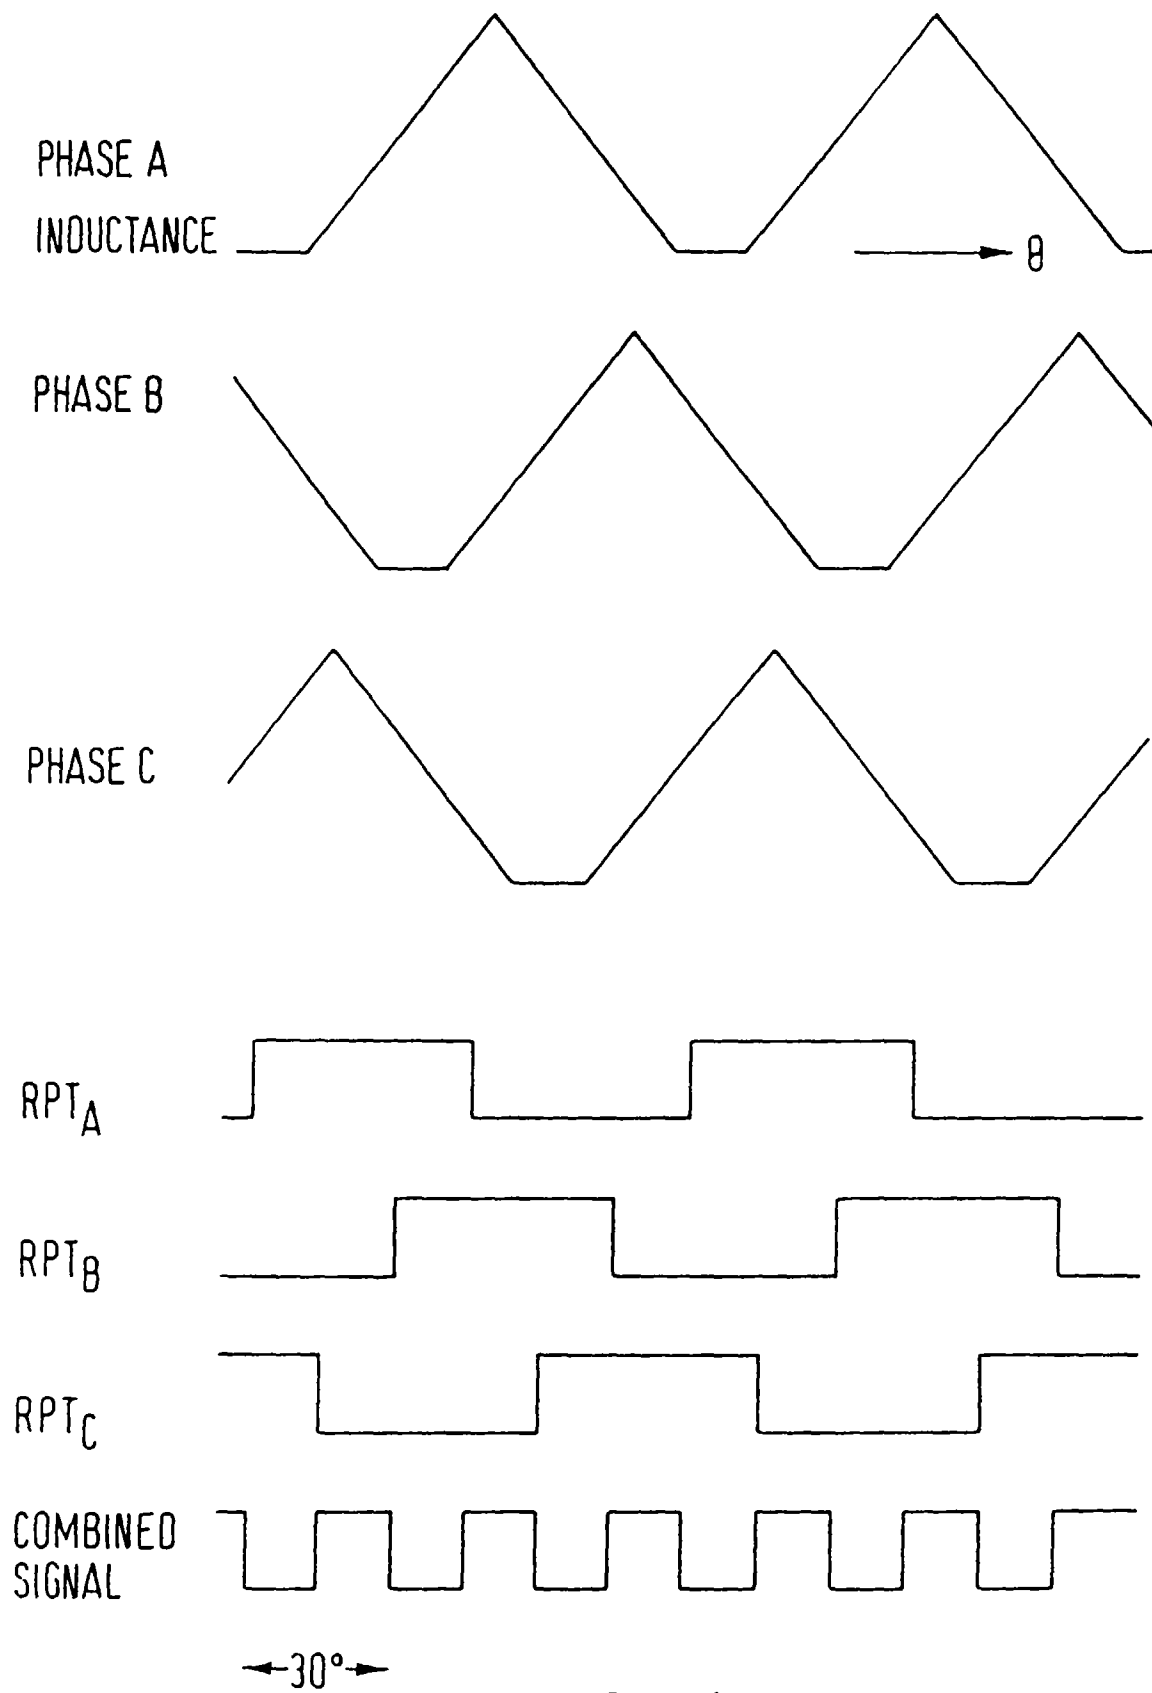 PHASE A
INDUCTANCE
θ
PHASE B
PHASE C
RPTA
RPTB
RPTC
COMBINED
SIGNAL
30°